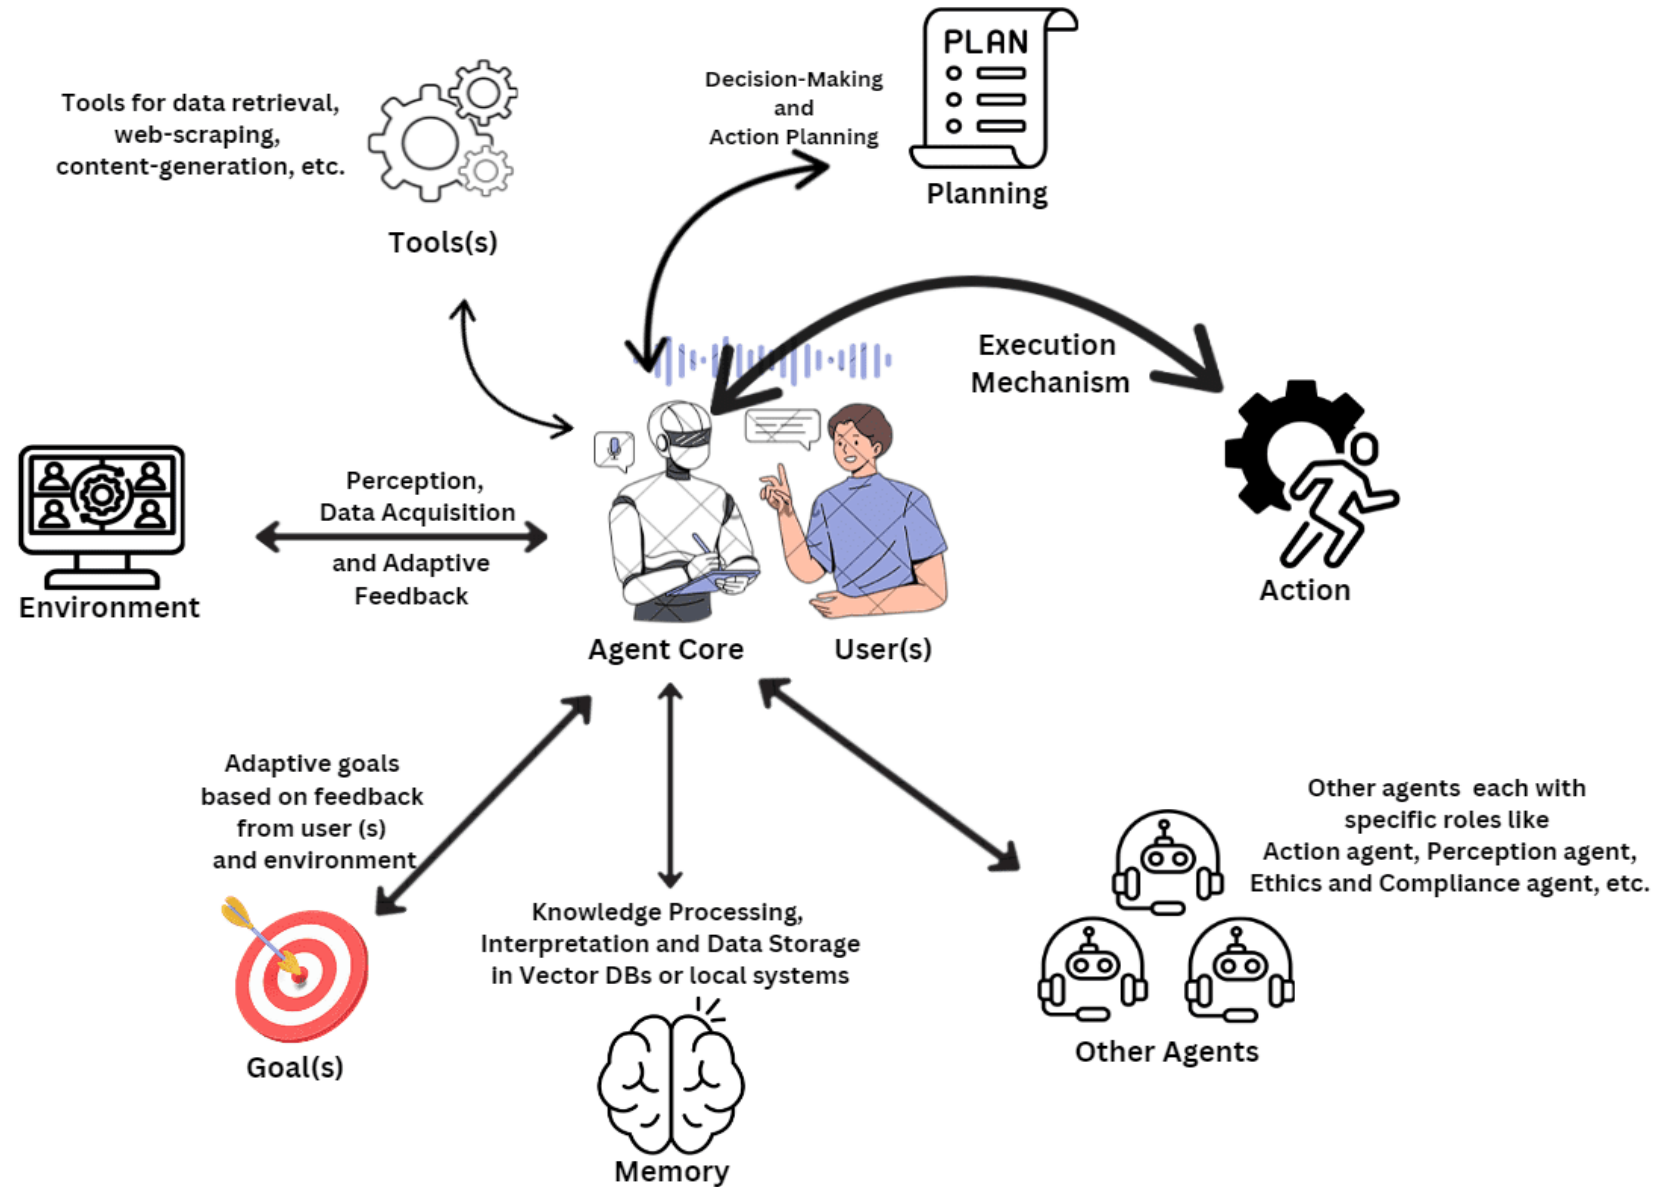 PLAN
Decision-Making
and
Action Planning
Planning
Tools for data retrieval,
web-scraping,
content-generation, etc.
Tools(s)
Execution
Mechanism
Action
Perception,
Data Acquisition
and Adaptive
Feedback
Environment
Agent Core
User(s)
Adaptive goals
based on feedback
from user (s)
and environment
Goal(s)
Knowledge Processing,
Interpretation and Data Storage
in Vector DBs or local systems
Memory
Other agents each with
specific roles like
Action agent, Perception agent,
Ethics and Compliance agent, etc.
Other Agents